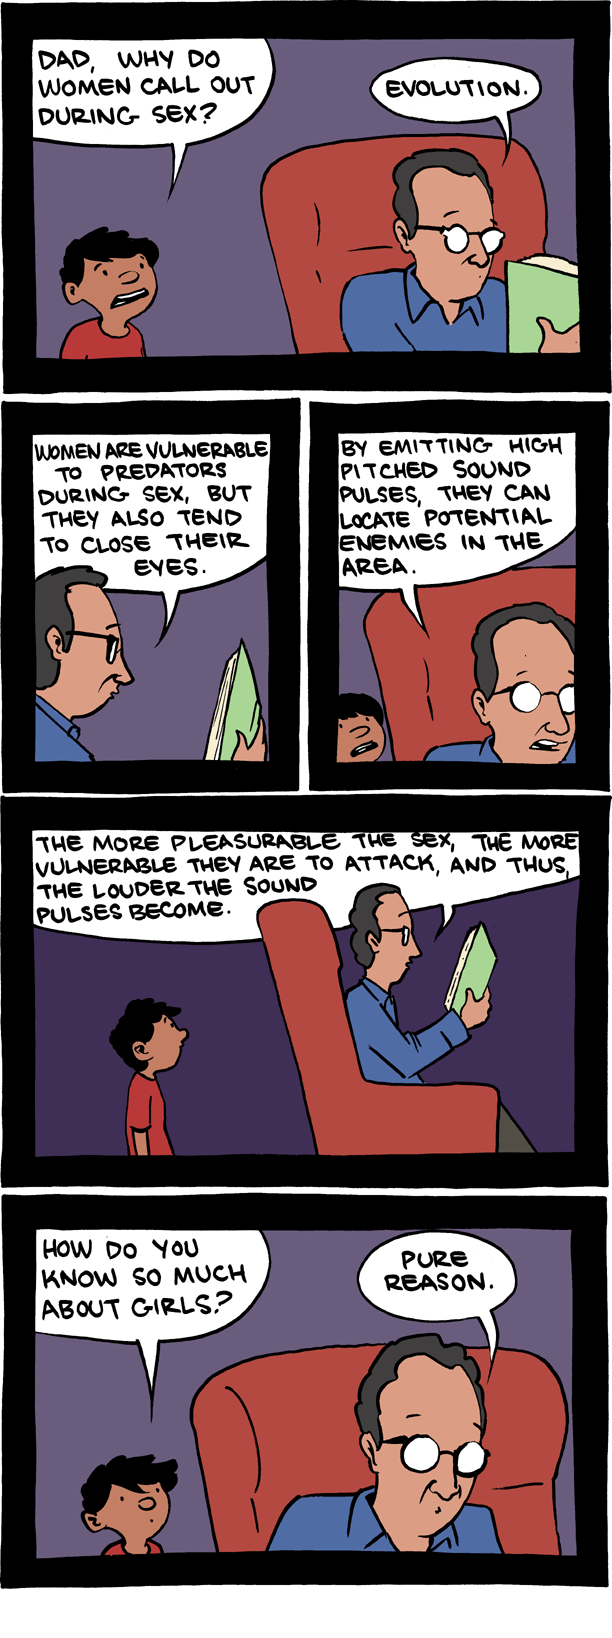 DAD, WHY DO
WOMEN CALL OUT
DURING SEX?
EVOLUTION.
WOMEN ARE VULNERABLE
TO PREDATORS
DURING SEX, BUT
THEY ALSO TEND
TO CLOSE THEIR
EYES.
BY EMITTING HIGH
PITCHED SOUND
PULSES, THEY CAN
LOCATE POTENTIAL
ENEMIES IN THE
AREA.
THE MORE PLEASURABLE THE SEX, THE MORE
VULNERABLE THEY ARE TO ATTACK, AND THUS,
THE LOUDER THE SOUND
PULSES BECOME.
HOW DO YOU
KNOW SO MUCH
ABOUT GIRLS?
PURE
REASON.